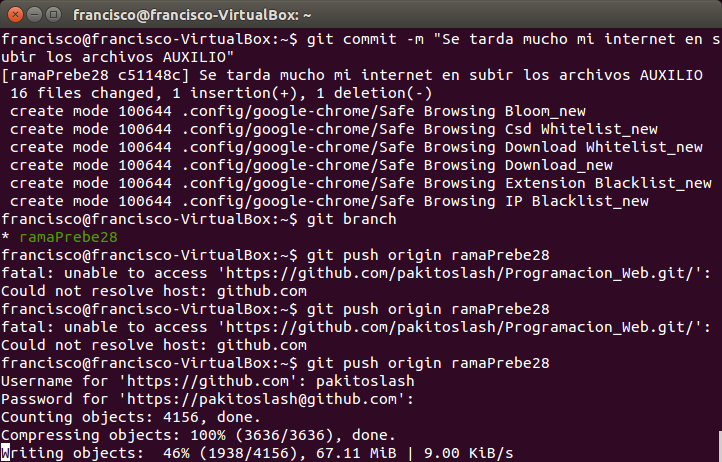 francisco@francisco-VirtualBox: ~
francisco@francisco-VirtualBox:~$ git commit -m "Se tarda mucho mi internet en s
ubir los archivos AUXILIO"
[ramaPrebe28 c51148c] Se tarda mucho mi internet en subir los archivos AUXILIO
 16 files changed, 1 insertion(+), 1 deletion(-)
 create mode 100644 .config/google-chrome/Safe Browsing Bloom_new
 create mode 100644 .config/google-chrome/Safe Browsing Csd Whitelist_new
 create mode 100644 .config/google-chrome/Safe Browsing Download Whitelist_new
 create mode 100644 .config/google-chrome/Safe Browsing Download_new
 create mode 100644 .config/google-chrome/Safe Browsing Extension Blacklist_new
 create mode 100644 .config/google-chrome/Safe Browsing IP Blacklist_new
francisco@francisco-VirtualBox:~$ git branch
* ramaPrebe28
francisco@francisco-VirtualBox:~$ git push origin ramaPrebe28
fatal: unable to access 'https://github.com/pakitoslash/Programacion_Web.git/':
Could not resolve host: github.com
francisco@francisco-VirtualBox:~$ git push origin ramaPrebe28
fatal: unable to access 'https://github.com/pakitoslash/Programacion_Web.git/':
Could not resolve host: github.com
francisco@francisco-VirtualBox:~$ git push origin ramaPrebe28
Username for 'https://github.com': pakitoslash
Password for 'https://pakitoslash@github.com':
Counting objects: 4156, done.
Compressing objects: 100% (3636/3636), done.
Writing objects:  46% (1938/4156), 67.11 MiB | 9.00 KiB/s